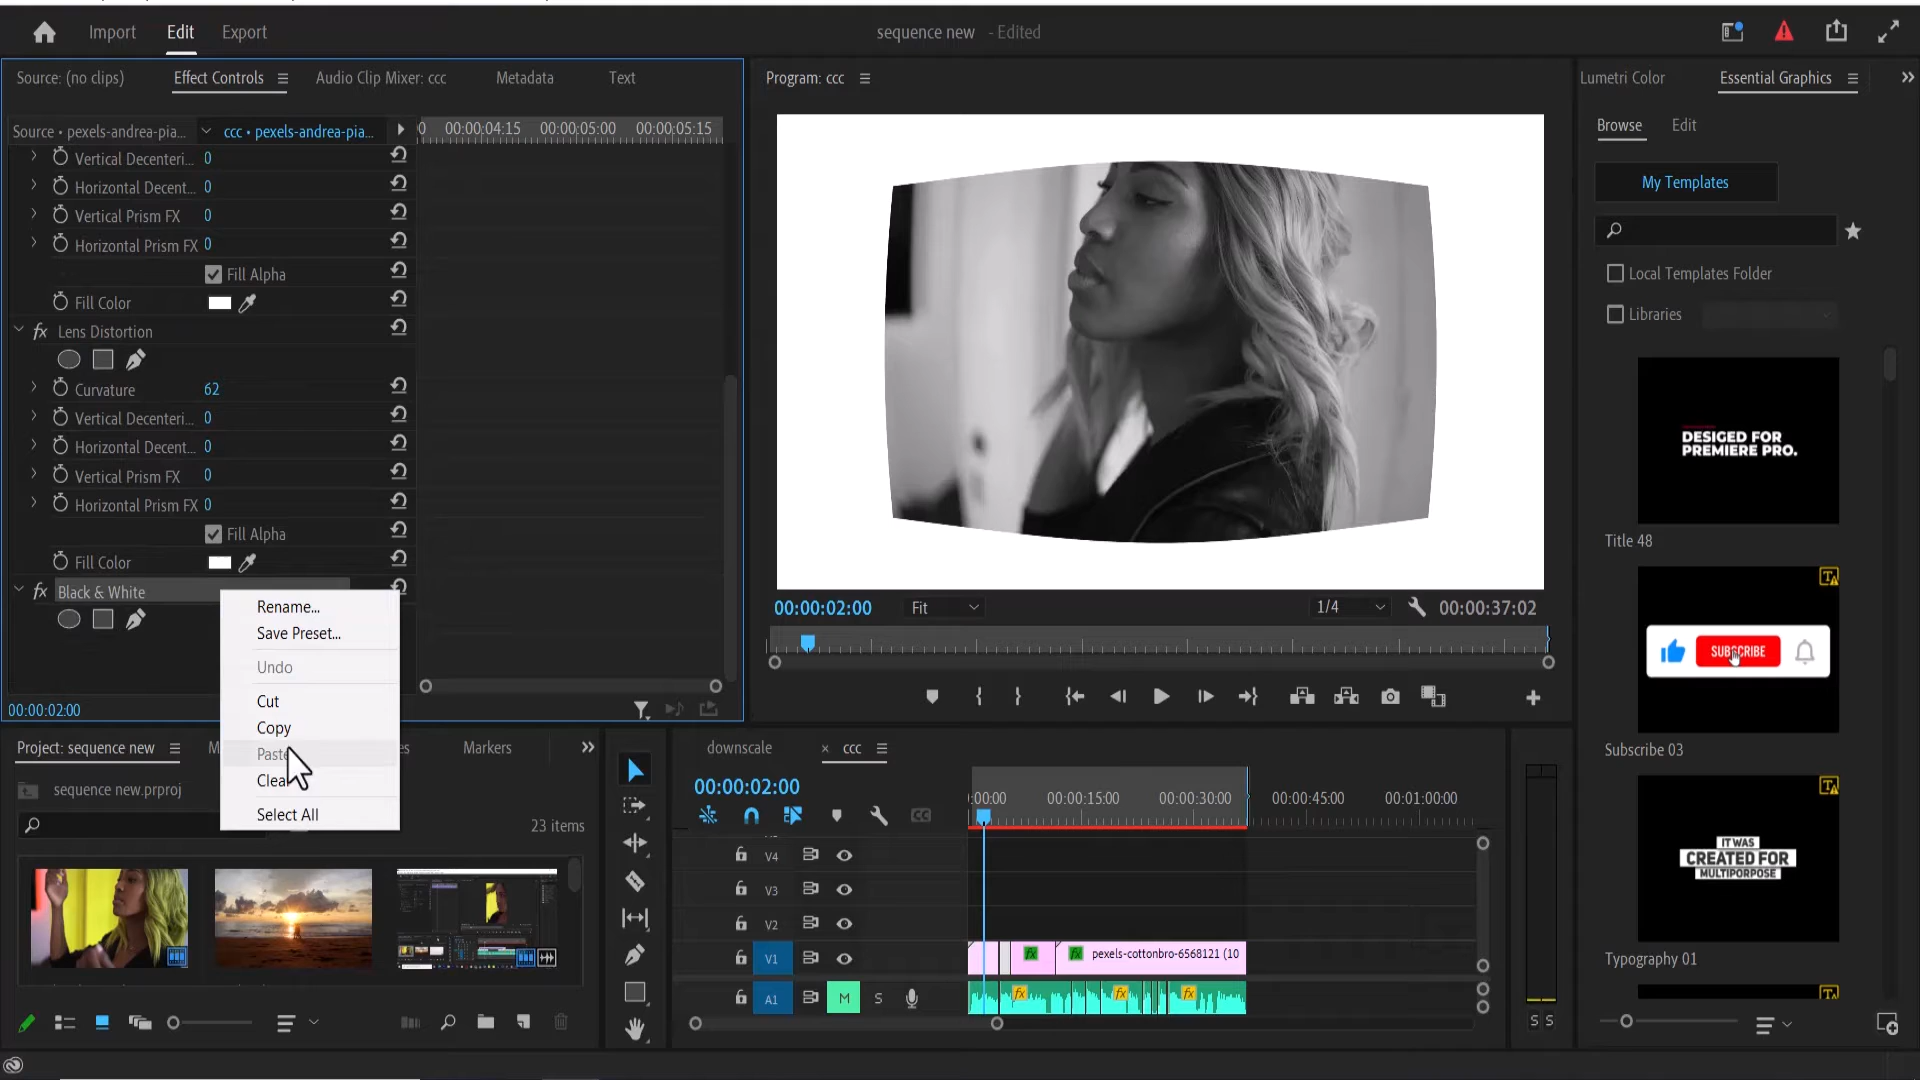 Import
Edit
Export
sequence new - Edited
Source: (no clips)
Effect Controls
Audio Clip Mixer: ccc
Metadata
Text
Source • pexels-andrea-pia...
ccc • pexels-andrea-pia...
0 00:00:04:15 00:00:05:00 00:00:05:15
Vertical Decenteri... 0
Horizontal Decent... 0
Vertical Prism FX 0
Horizontal Prism FX 0
Fill Alpha
Fill Color
fx Lens Distortion
Curvature 62
Vertical Decenteri... 0
Horizontal Decent... 0
Vertical Prism FX 0
Horizontal Prism FX 0
Fill Alpha
Fill Color
fx Black & White
Rename...
Save Preset...
Undo
Cut
Copy
Paste
Clear
Select All
00:00:02:00
Program: ccc
00:00:02:00
Fit
1/4
00:00:37:02
Lumetri Color
Essential Graphics
Browse
Edit
My Templates
Local Templates Folder
Libraries
DESIGED FOR
PREMIERE PRO.
Title 48
SUBSCRIBE
Subscribe 03
IT WAS
CREATED FOR
MULTIPORPOSE
Typography 01
Project: sequence new
Markers
sequence new.prproj
23 items
downscale
× ccc
00:00:02:00
:00:00 00:00:15:00 00:00:30:00 00:00:45:00 00:01:00:00
CC
V4
V3
V2
V1
fx
fx pexels-cottonbro-6568121 (10
A1
M
S
fx
fx
fx
S S